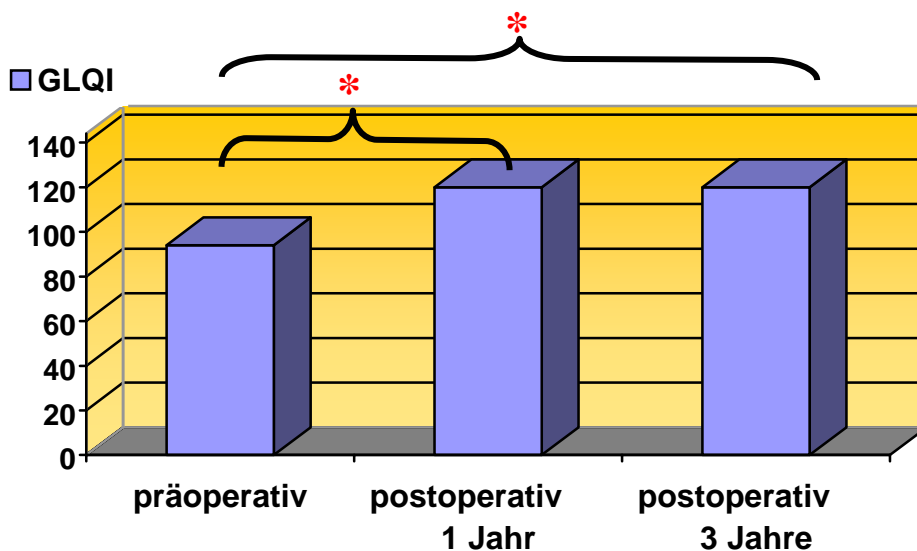 *
GLQI
*
140
120
100
80
60
40
20
0
präoperativ
postoperativ
1 Jahr
postoperativ
3 Jahre